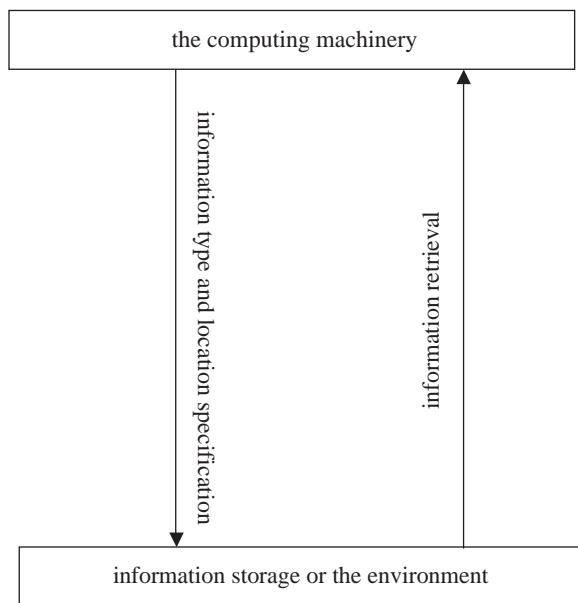 the computing machinery
information type and location specification
information retrieval
information storage or the environment